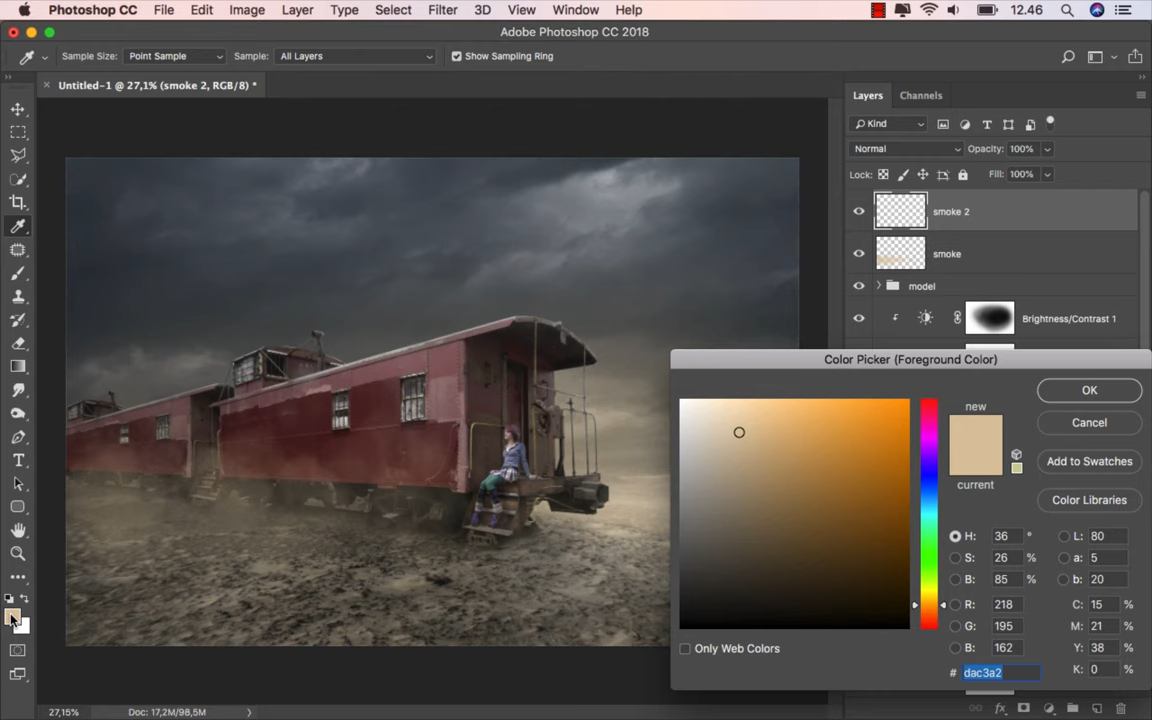 Photoshop CC File Edit Image Layer Type Select Filter 3D View Window Help 12.46
Adobe Photoshop CC 2018
Sample Size: Point Sample Sample: All Layers Show Sampling Ring
Untitled-1 @ 27,1% (smoke 2, RGB/8) *
Layers Channels
Kind
Normal Opacity: 100%
Lock: Fill: 100%
smoke 2
smoke
model
Brightness/Contrast 1
Color Picker (Foreground Color)
new
current
OK
Cancel
Add to Swatches
Color Libraries
H: 36 ° L: 80
S: 26 % a: 5
B: 85 % b: 20
R: 218 C: 15 %
G: 195 M: 21 %
B: 162 Y: 38 %
# dac3a2 K: 0 %
Only Web Colors
27,15% Doc: 17,2M/98,5M